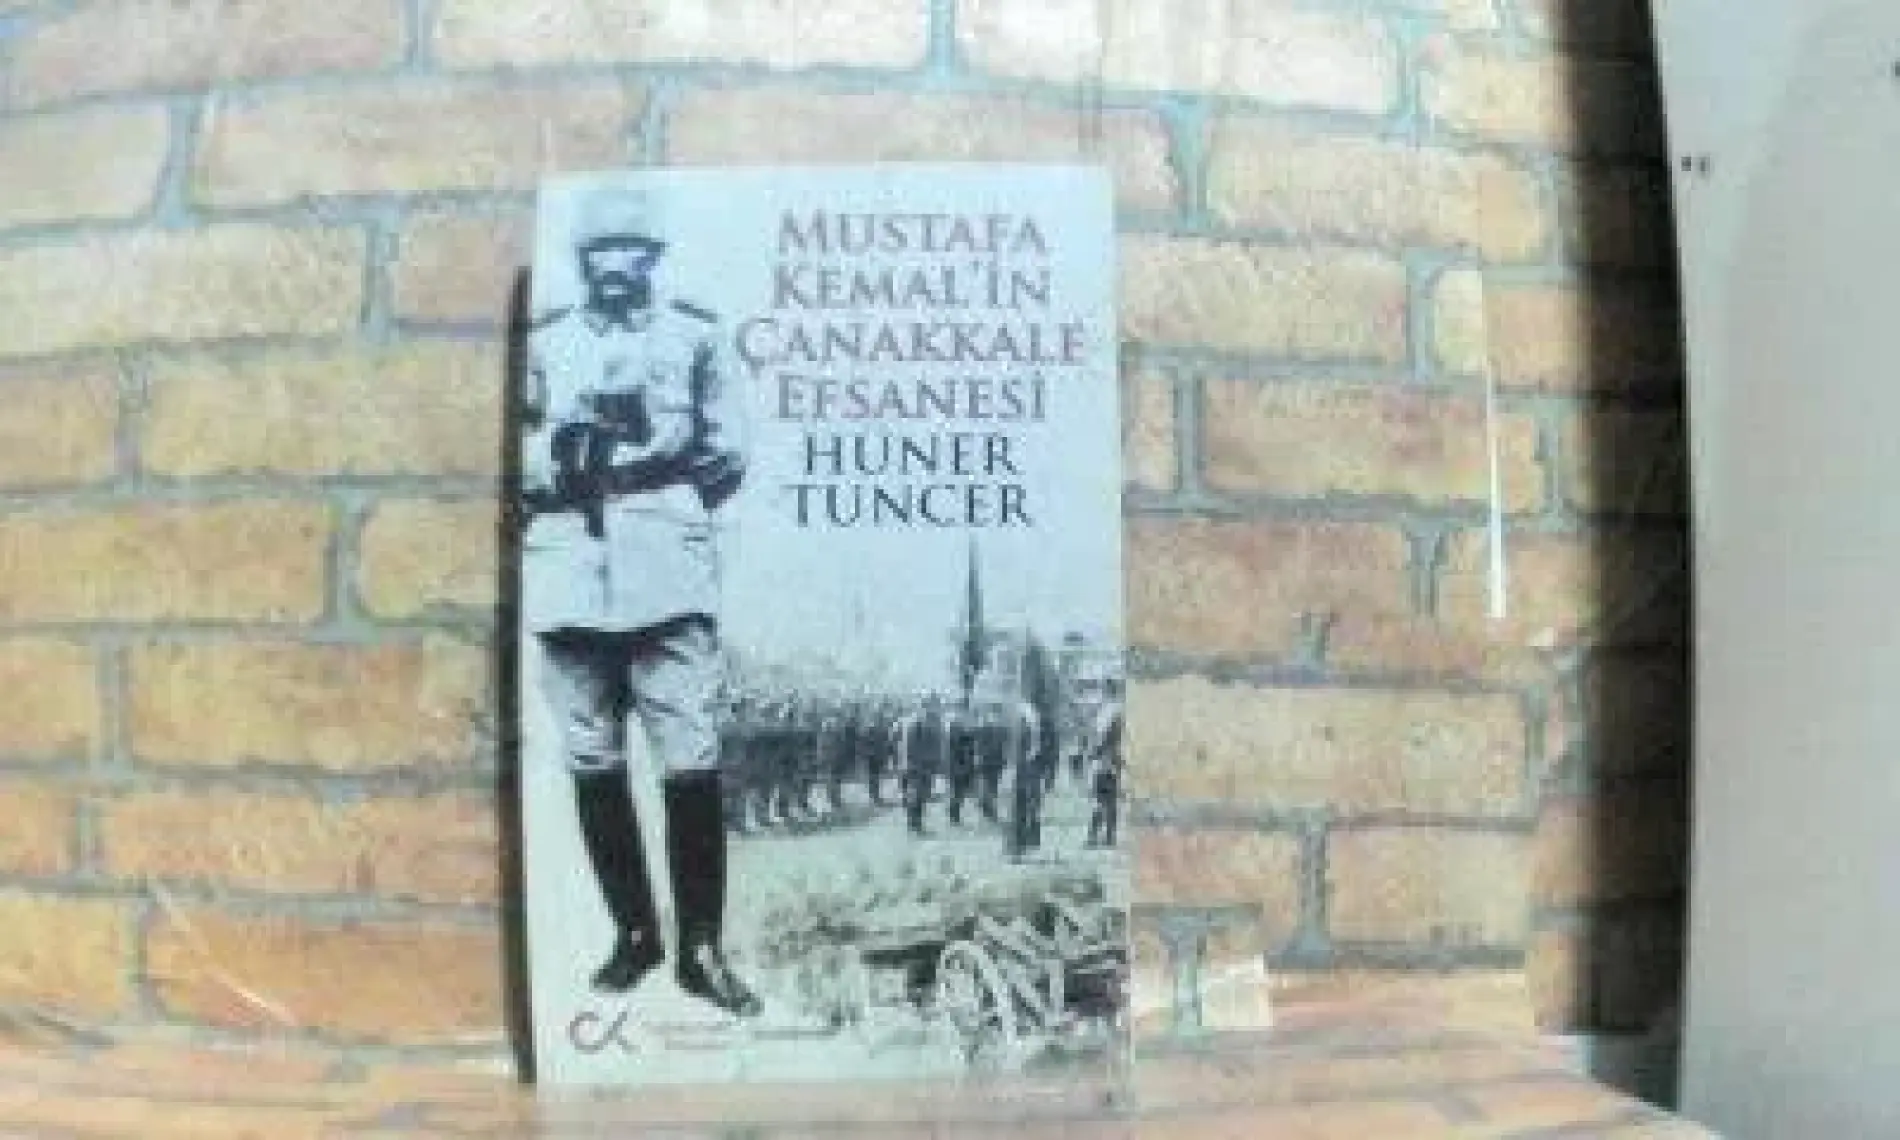 MUSTAFA
KEMAL'İN
ÇANAKKALE
EFSANESİ
HUNER
TUNCER